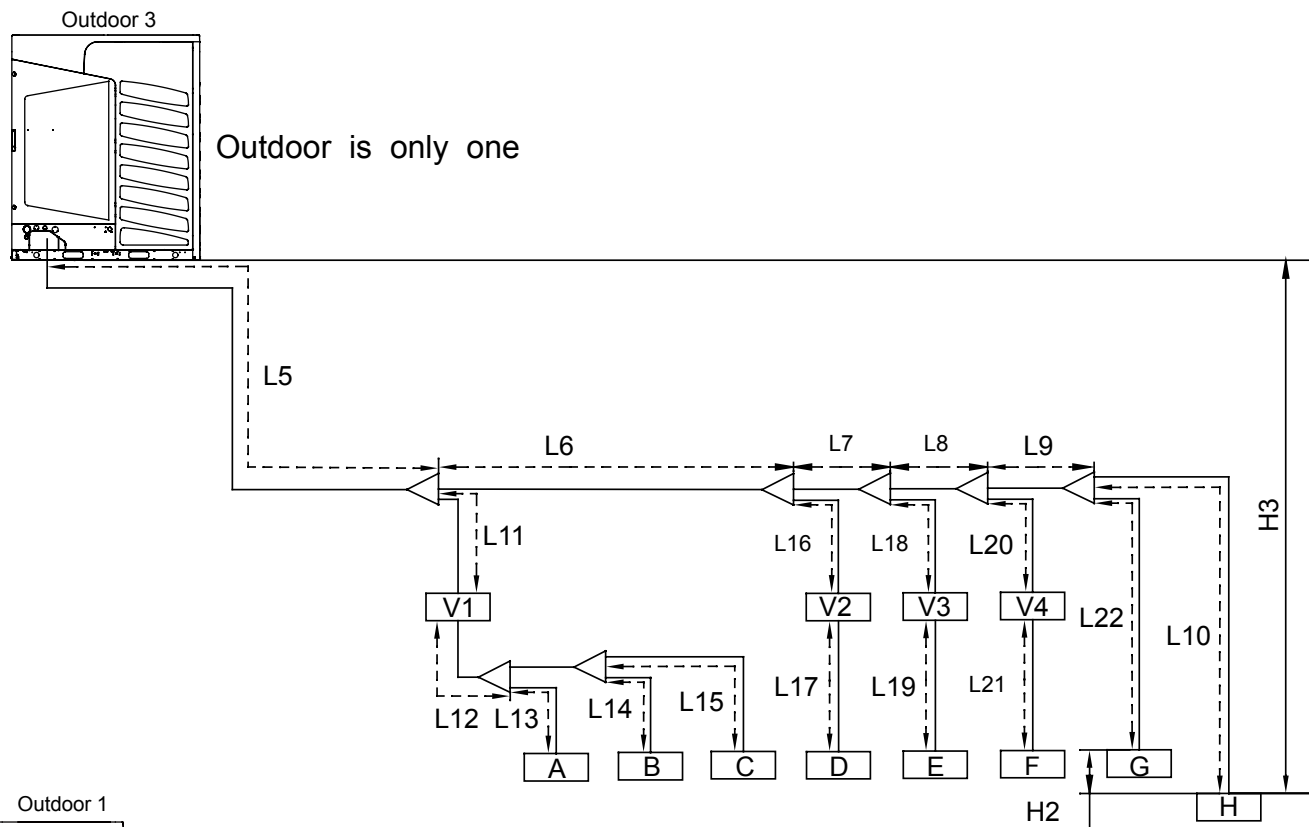 Outdoor 3
Outdoor is only one
L5
L6
L7
L8
L9
L11
L16
L18
L20
H3
V1
V2
V3
V4
L22
L10
L12
L13
L14
L15
L17
L19
L21
A
B
C
D
E
F
G
H2
H
Outdoor 1